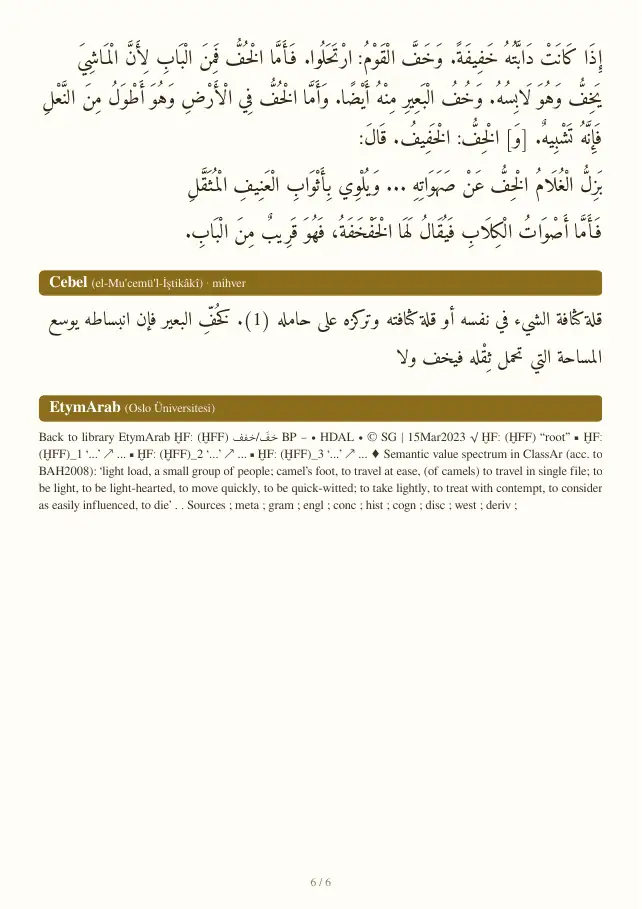 إِذَا كَانَتْ دَابَّتُهُ خَفِيفَةً. وَخَفَّ الْقَوْمُ: ارْتَحَلُوا. فَأَمَّا الْخُفُّ فَمِنَ الْبَابِ لِأَنَّ الْمَاشِيَ
يَخِفُّ وَهُوَ لَابِسُهُ. وَخُفُ الْبَعِيرِ مِنْهُ أَيْضًا. وَأَمَّا الْخُفُّ فِي الْأَرْضِ وَهُوَ أَطْوَلُ مِنَ النَّعْلِ
فَإِنَّهُ تَشْبِيهٌ. [وَ] الْخِفُّ: الْخَفِيفُ. قَالَ:
يَزِلُّ الْغُلَامُ الْخِفُّ عَنْ صَهَوَاتِهِ ... وَيُلْوِي بِأَثْوَابِ الْعَنِيفِ الْمُثَقَّلِ
فَأَمَّا أَصْوَاتُ الْكِلَابِ فَيُقَالُ لَهَا الْخَفْخَفَةُ، فَهُوَ قَرِيبٌ مِنَ الْبَابِ.
Cebel (el-Mu'cemü'l-İştikâkî) · mihver
قلة كثافة الشيء في نفسه أو قلة كثافته وتركزه على حامله (1). كَخُفِّ البعير فإن انبساطه يوسع
المساحة التي تحمل ثِقْله فيخف ولا
EtymArab (Oslo Üniversitesi)
Back to library EtymArab ḪF: (ḪFF) خفّ/خفف BP – • HDAL • © SG | 15Mar2023 √ ḪF: (ḪFF) “root” ▪ ḪF:
(ḪFF)_1 ‘...’ ↗ ... ▪ ḪF: (ḪFF)_2 ‘...’ ↗ ... ▪ ḪF: (ḪFF)_3 ‘...’ ↗ ... ♦ Semantic value spectrum in ClassAr (acc. to
BAH2008): ‘light load, a small group of people; camel’s foot, to travel at ease, (of camels) to travel in single file; to
be light, to be light-hearted, to move quickly, to be quick-witted; to take lightly, to treat with contempt, to consider
as easily influenced, to die’ . . Sources ; meta ; gram ; engl ; conc ; hist ; cogn ; disc ; west ; deriv ;
6 / 6